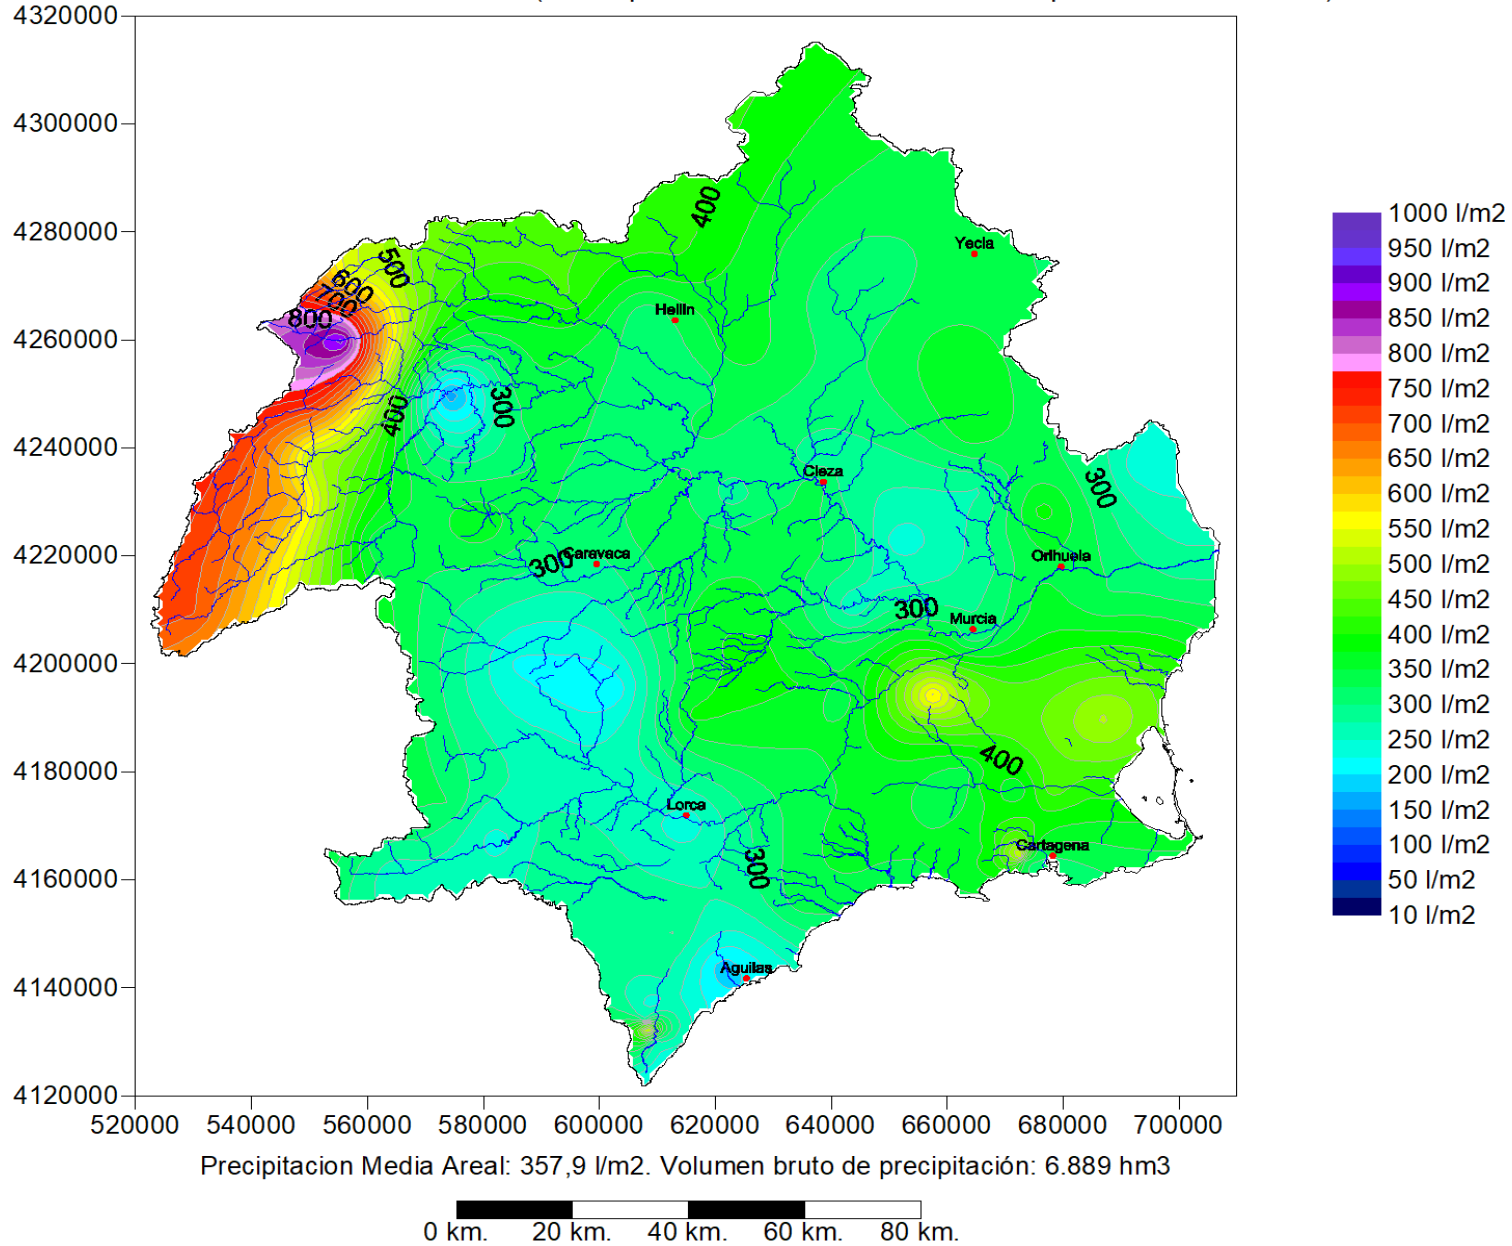 4320000
4300000
4280000
4260000
4240000
4220000
4200000
4180000
4160000
4140000
4120000
520000 540000 560000 580000 600000 620000 640000 660000 680000 700000
400
500
600
700
800
400
300
300
300
300
400
300
Yecla
Hellin
Cieza
Caravaca
Orihuela
Murcia
Lorca
Cartagena
Aguilas
1000 l/m2
950 l/m2
900 l/m2
850 l/m2
800 l/m2
750 l/m2
700 l/m2
650 l/m2
600 l/m2
550 l/m2
500 l/m2
450 l/m2
400 l/m2
350 l/m2
300 l/m2
250 l/m2
200 l/m2
150 l/m2
100 l/m2
50 l/m2
10 l/m2
Precipitacion Media Areal: 357,9 l/m2. Volumen bruto de precipitación: 6.889 hm3
0 km. 20 km. 40 km. 60 km. 80 km.